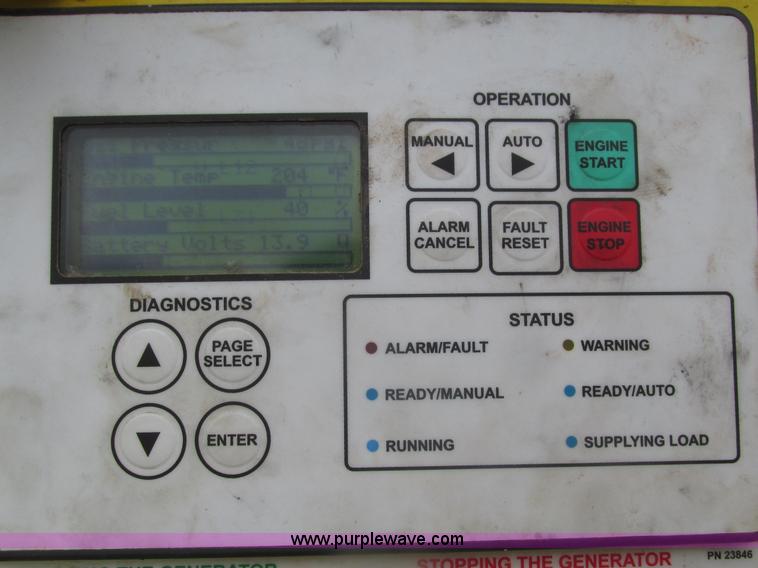 OPERATION
MANUAL
AUTO
ENGINE
START
ALARM
CANCEL
FAULT
RESET
ENGINE
STOP
Engine Temp 204 °F
Fuel Level 40 %
Battery Volts 13.9
DIAGNOSTICS
PAGE
SELECT
ENTER
STATUS
ALARM/FAULT
WARNING
READY/MANUAL
READY/AUTO
RUNNING
SUPPLYING LOAD
www.purplewave.com
THE GENERATOR
STOPPING THE GENERATOR
PN 23846